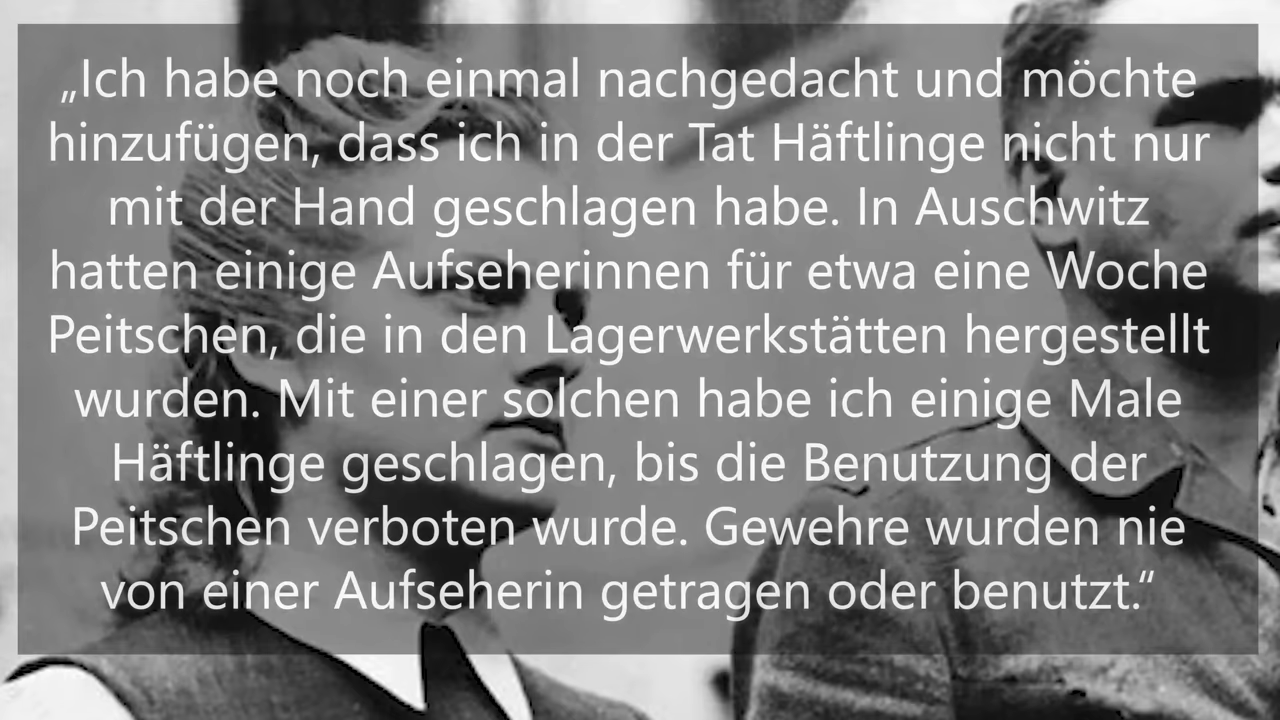 „Ich habe noch einmal nachgedacht und möchte
hinzufügen, dass ich in der Tat Häftlinge nicht nur
mit der Hand geschlagen habe. In Auschwitz
hatten einige Aufseherinnen für etwa eine Woche
Peitschen, die in den Lagerwerkstätten hergestellt
wurden. Mit einer solchen habe ich einige Male
Häftlinge geschlagen, bis die Benutzung der
Peitschen verboten wurde. Gewehre wurden nie
von einer Aufseherin getragen oder benutzt.“